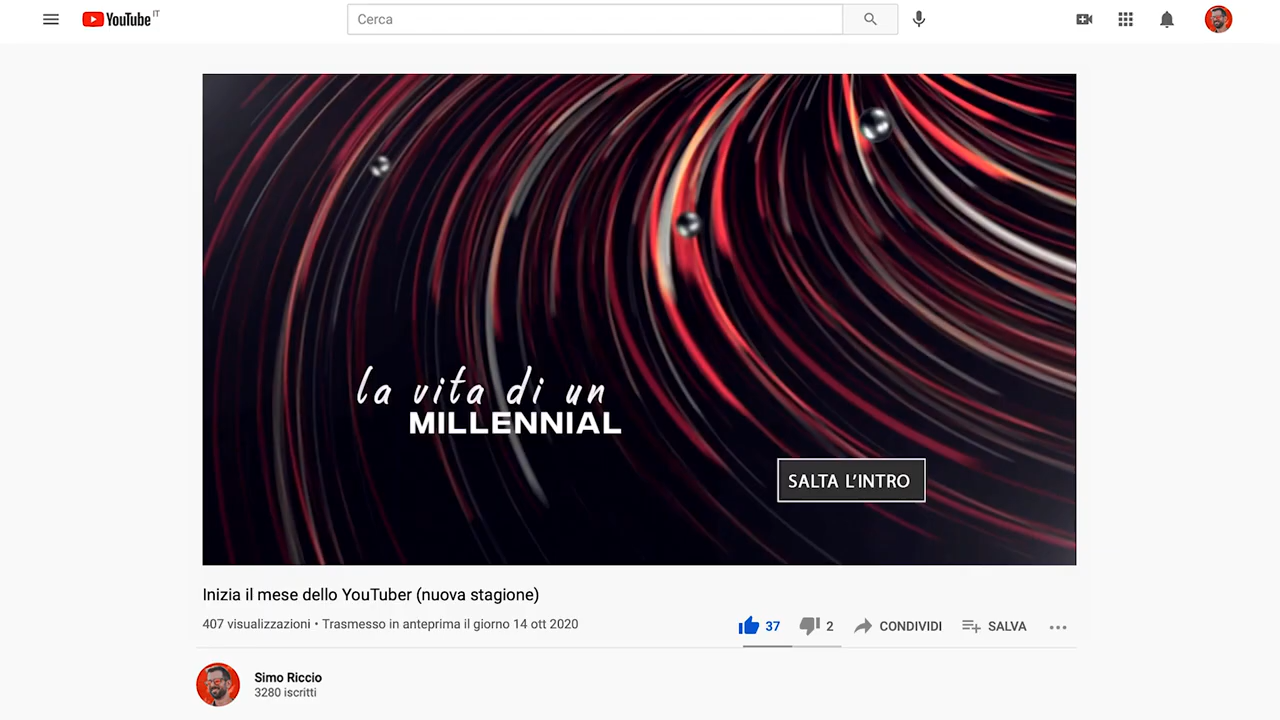 YouTube IT
Cerca
la vita di un
MILLENNIAL
SALTA L'INTRO
Inizia il mese dello YouTuber (nuova stagione)
407 visualizzazioni • Trasmesso in anteprima il giorno 14 ott 2020
37 2 CONDIVIDI SALVA
Simo Riccio
3280 iscritti